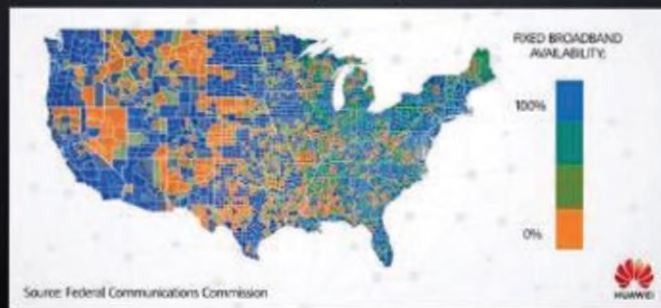 FIXED BROADBAND
AVAILABILITY:
100%
0%
Source: Federal Communications Commission
HUAWEI